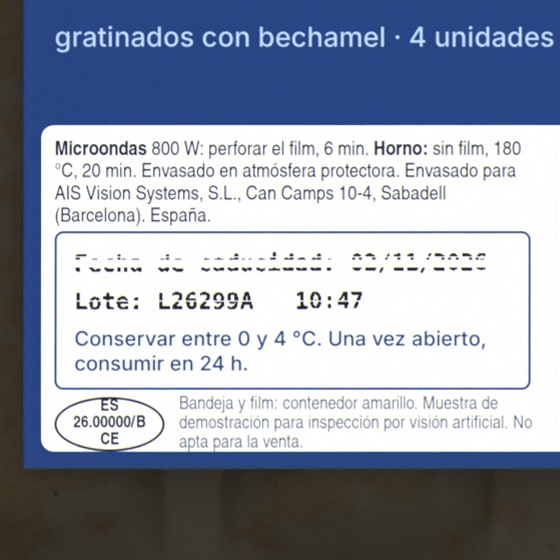 gratinados con bechamel · 4 unidades
Microondas 800 W: perforar el film, 6 min. Horno: sin film, 180
°C, 20 min. Envasado en atmósfera protectora. Envasado para
AIS Vision Systems, S.L., Can Camps 10-4, Sabadell
(Barcelona). España.
Fecha de caducidad:
Lote: L26299A 10:47
Conservar entre 0 y 4 °C. Una vez abierto,
consumir en 24 h.
ES
26.00000/B
CE
Bandeja y film: contenedor amarillo. Muestra de
demostración para inspección por visión artificial. No
apta para la venta.